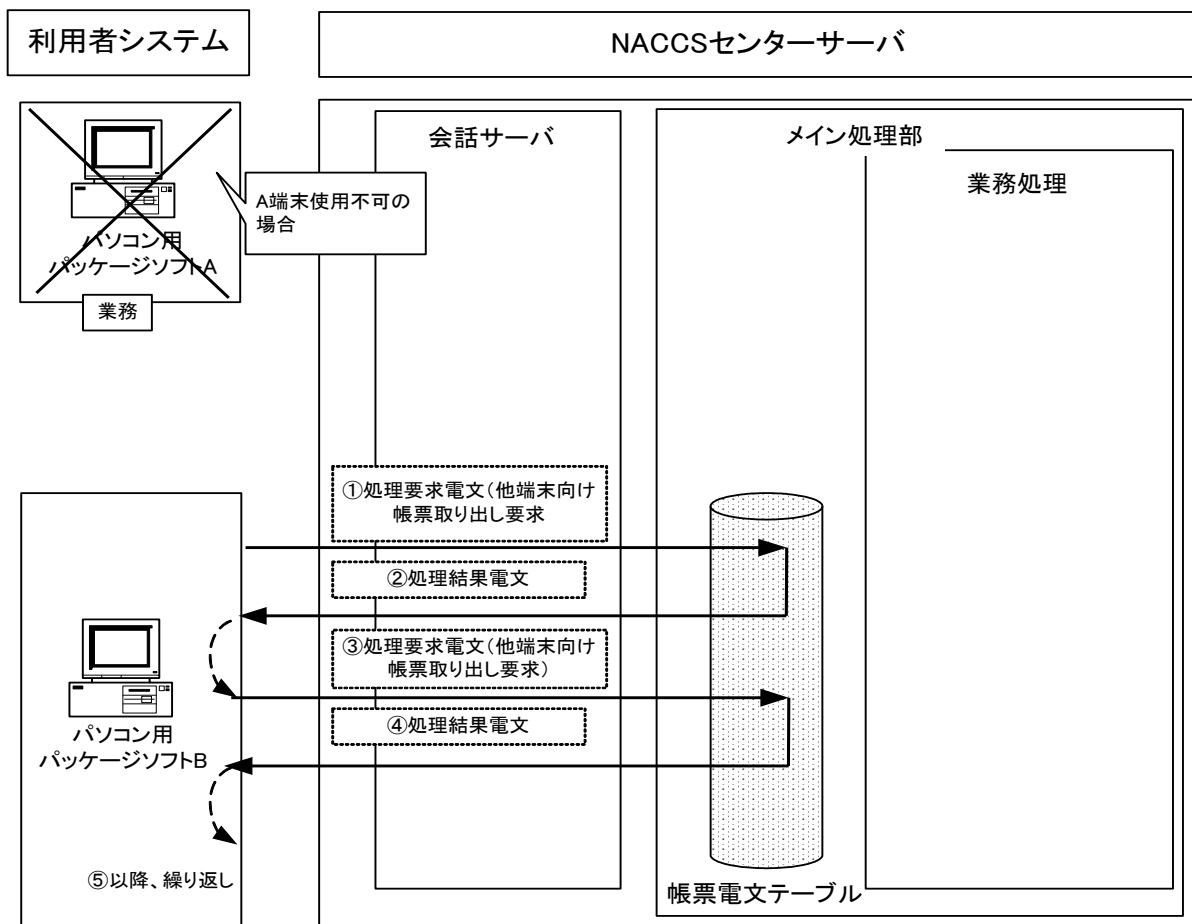 利用者システム
NACCSセンターサーバ
会話サーバ
メイン処理部
業務処理
A端末使用不可の
場合
パソコン用
パッケージソフトA
業務
①処理要求電文(他端末向け
帳票取り出し要求
②処理結果電文
③処理要求電文(他端末向け
帳票取り出し要求)
④処理結果電文
パソコン用
パッケージソフトB
⑤以降、繰り返し
帳票電文テーブル